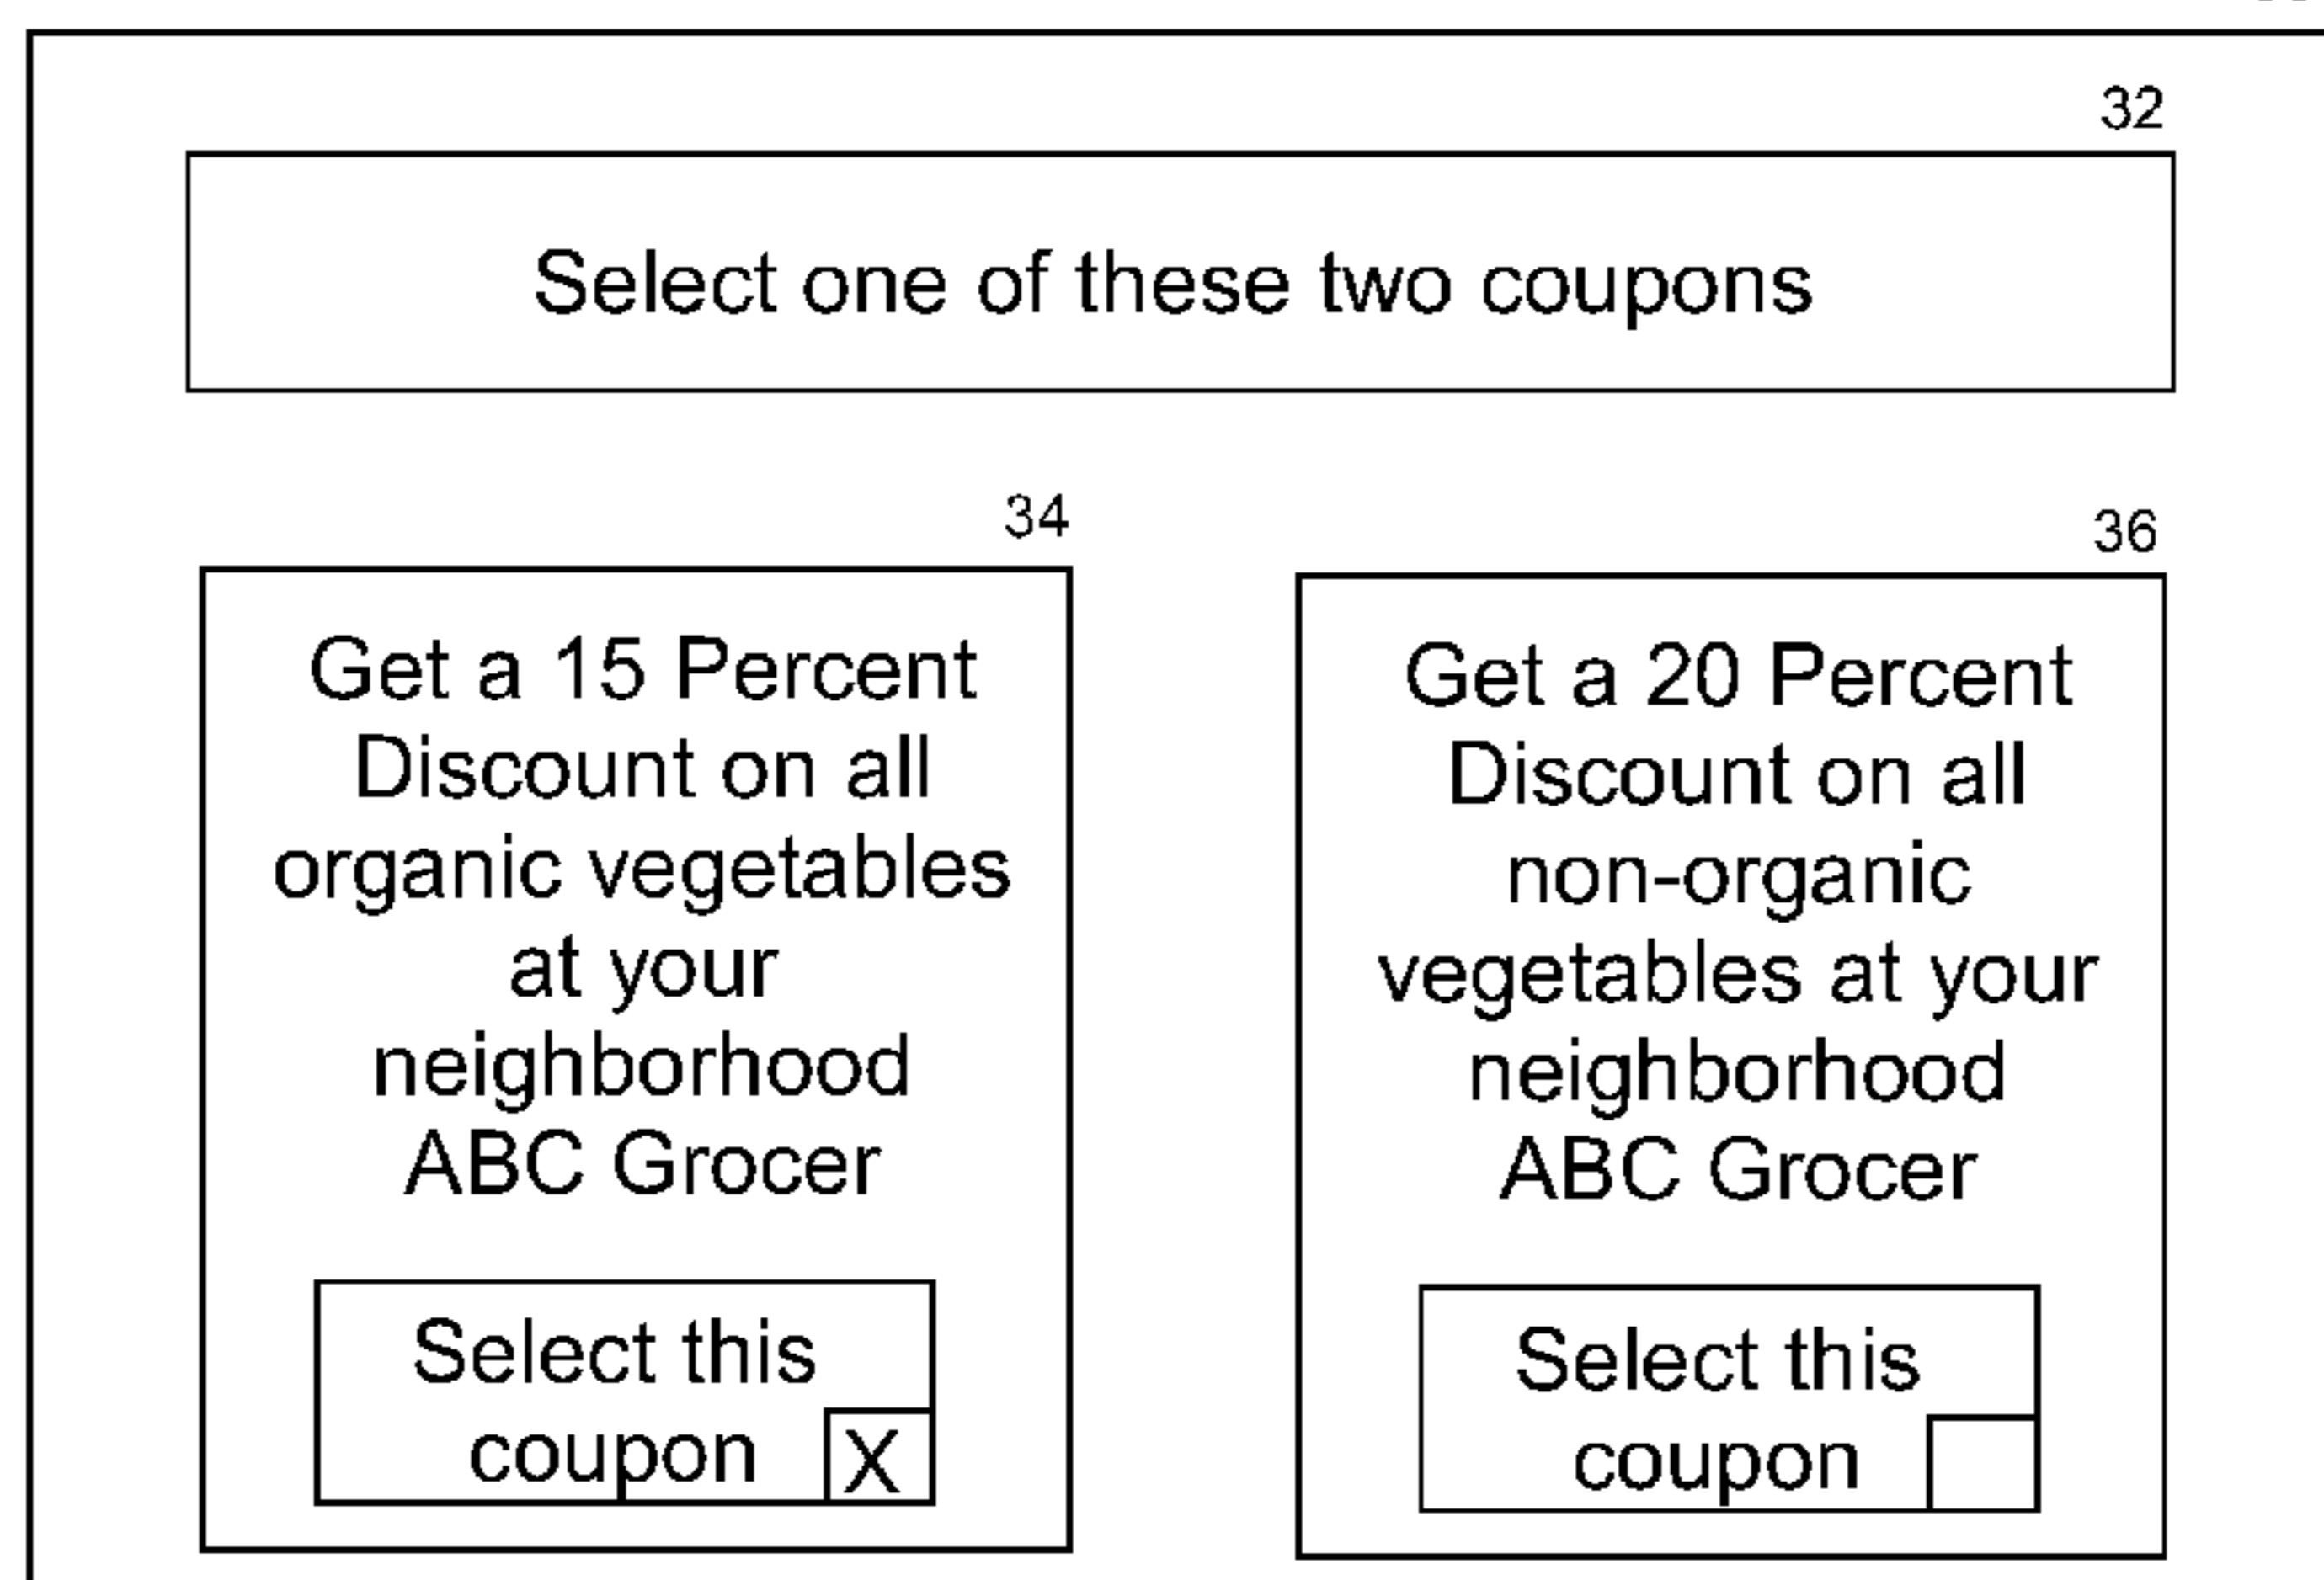 32
Select one of these two coupons
34
Get a 15 Percent
Discount on all
organic vegetables
at your
neighborhood
ABC Grocer
Select this
coupon X
36
Get a 20 Percent
Discount on all
non-organic
vegetables at your
neighborhood
ABC Grocer
Select this
coupon